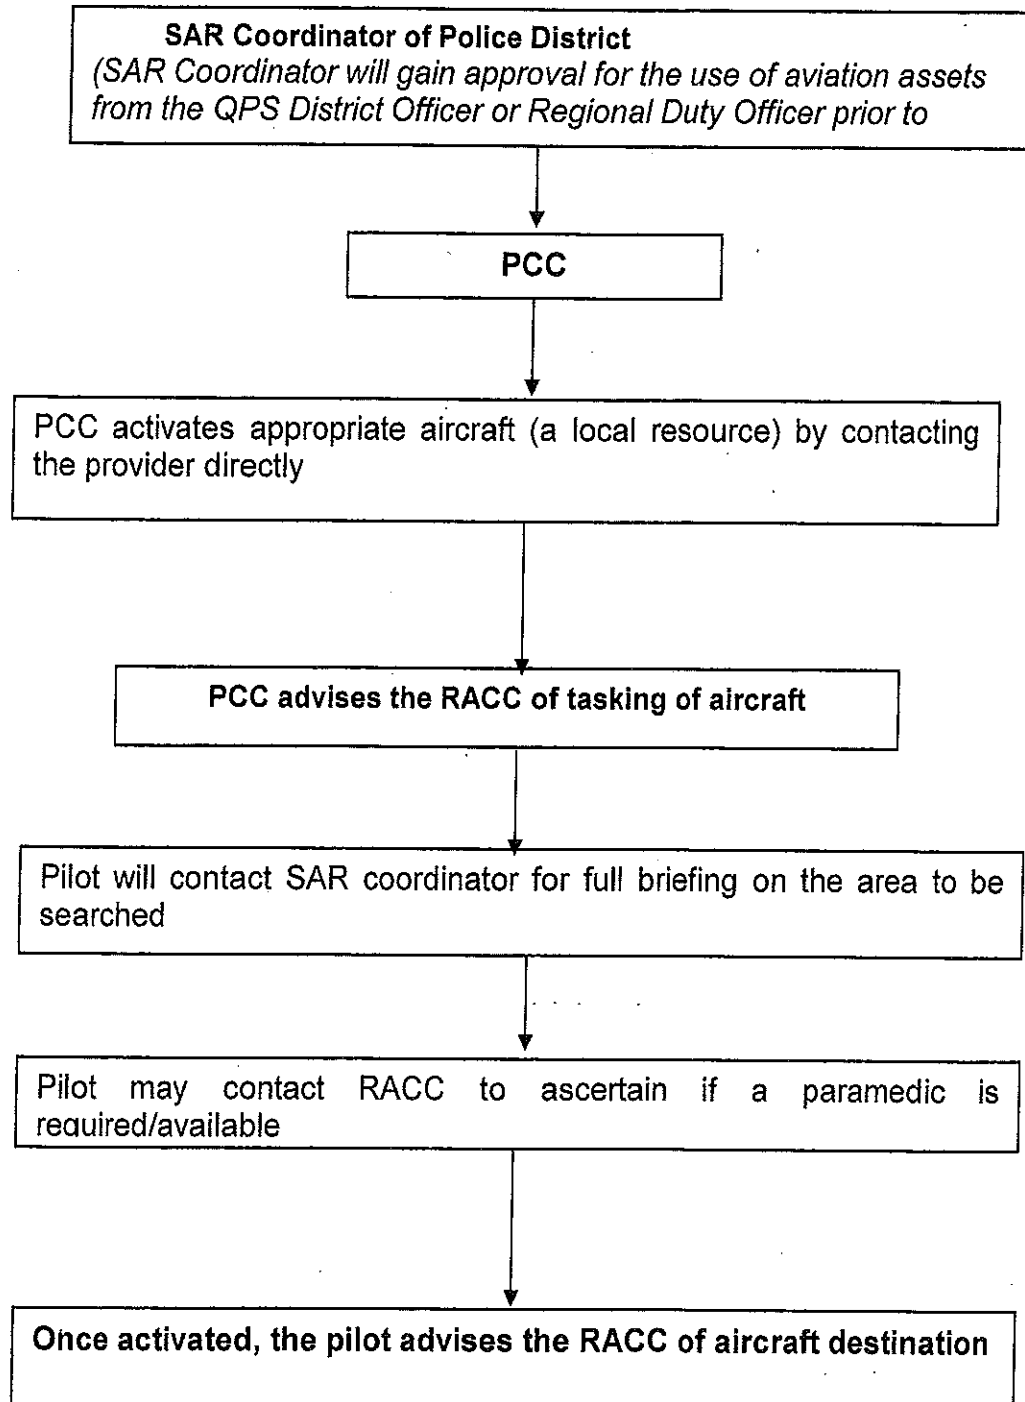 SAR Coordinator of Police District
(SAR Coordinator will gain approval for the use of aviation assets
from the QPS District Officer or Regional Duty Officer prior to
PCC
PCC activates appropriate aircraft (a local resource) by contacting
the provider directly
PCC advises the RACC of tasking of aircraft
Pilot will contact SAR coordinator for full briefing on the area to be
searched
Pilot may contact RACC to ascertain if a paramedic is
required/available
Once activated, the pilot advises the RACC of aircraft destination